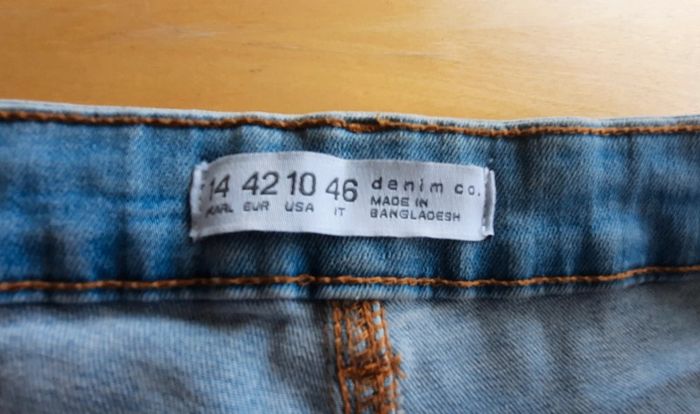 14 42 10 46 denim co.
EUR USA IT MADE IN
BANGLADESH